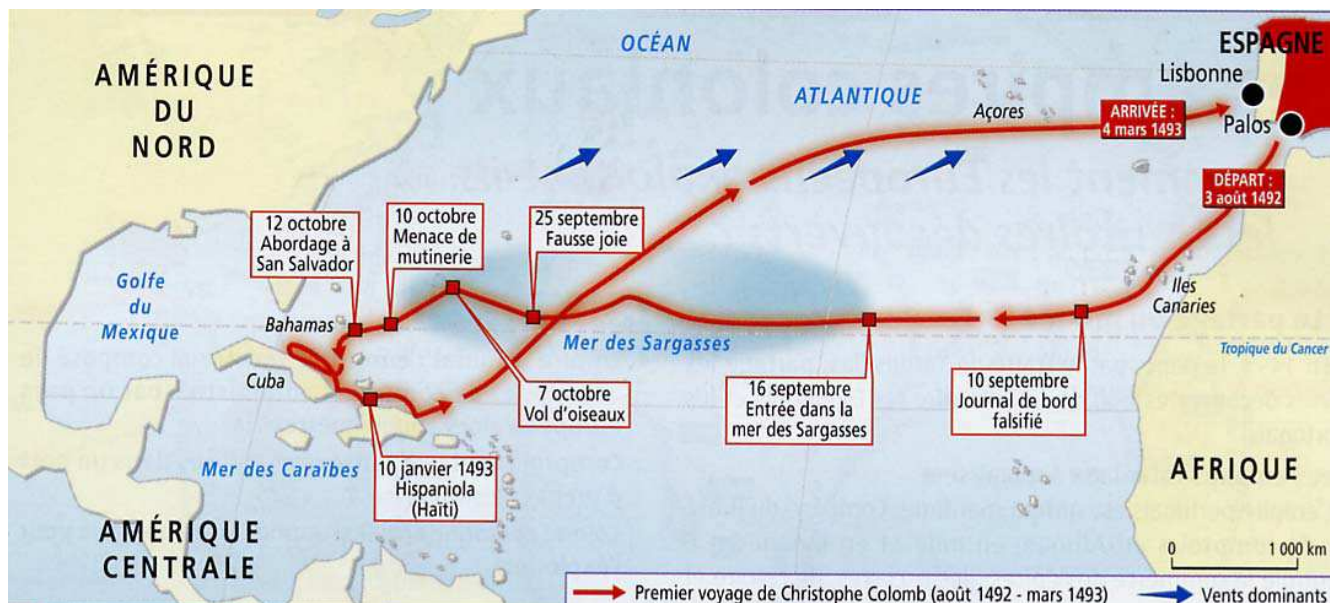 OCÉAN
ATLANTIQUE
ESPAGNE
Lisbonne
Palos
Açores
ARRIVÉE :
4 mars 1493
DÉPART :
3 août 1492
AMÉRIQUE
DU
NORD
12 octobre
Abordage à
San Salvador
10 octobre
Menace de
mutinerie
25 septembre
Fausse joie
Golfe
du
Mexique
Bahamas
Iles
Canaries
Mer des Sargasses
Tropique du Cancer
Cuba
7 octobre
Vol d'oiseaux
16 septembre
Entrée dans la
mer des Sargasses
10 septembre
Journal de bord
falsifié
Mer des Caraïbes
10 janvier 1493
Hispaniola
(Haïti)
AFRIQUE
AMÉRIQUE
CENTRALE
0 1 000 km
Premier voyage de Christophe Colomb (août 1492 - mars 1493) Vents dominants